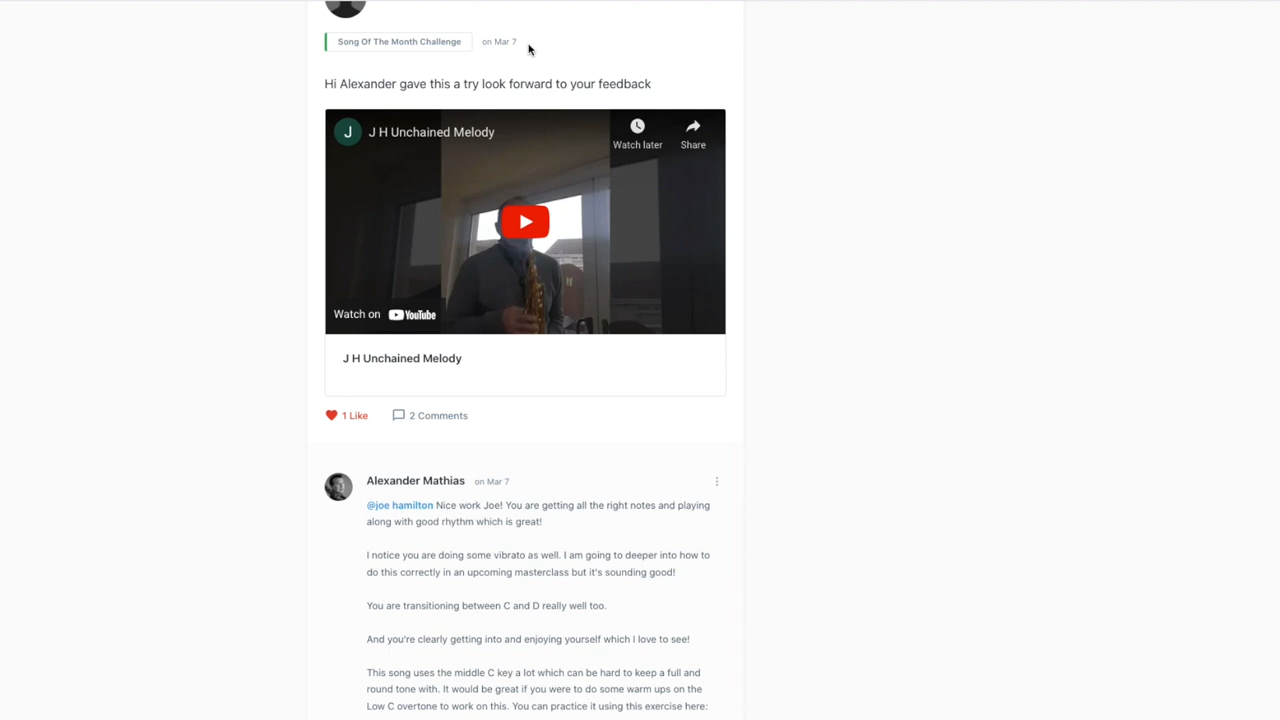 Song Of The Month Challenge on Mar 7
Hi Alexander gave this a try look forward to your feedback
J
J H Unchained Melody
Watch later
Share
Watch on YouTube
J H Unchained Melody
1 Like 2 Comments
Alexander Mathias on Mar 7
@joe hamilton Nice work Joe! You are getting all the right notes and playing
along with good rhythm which is great!
I notice you are doing some vibrato as well. I am going to deeper into how to
do this correctly in an upcoming masterclass but it's sounding good!
You are transitioning between C and D really well too.
And you're clearly getting into and enjoying yourself which I love to see!
This song uses the middle C key a lot which can be hard to keep a full and
round tone with. It would be great if you were to do some warm ups on the
Low C overtone to work on this. You can practice it using this exercise here: